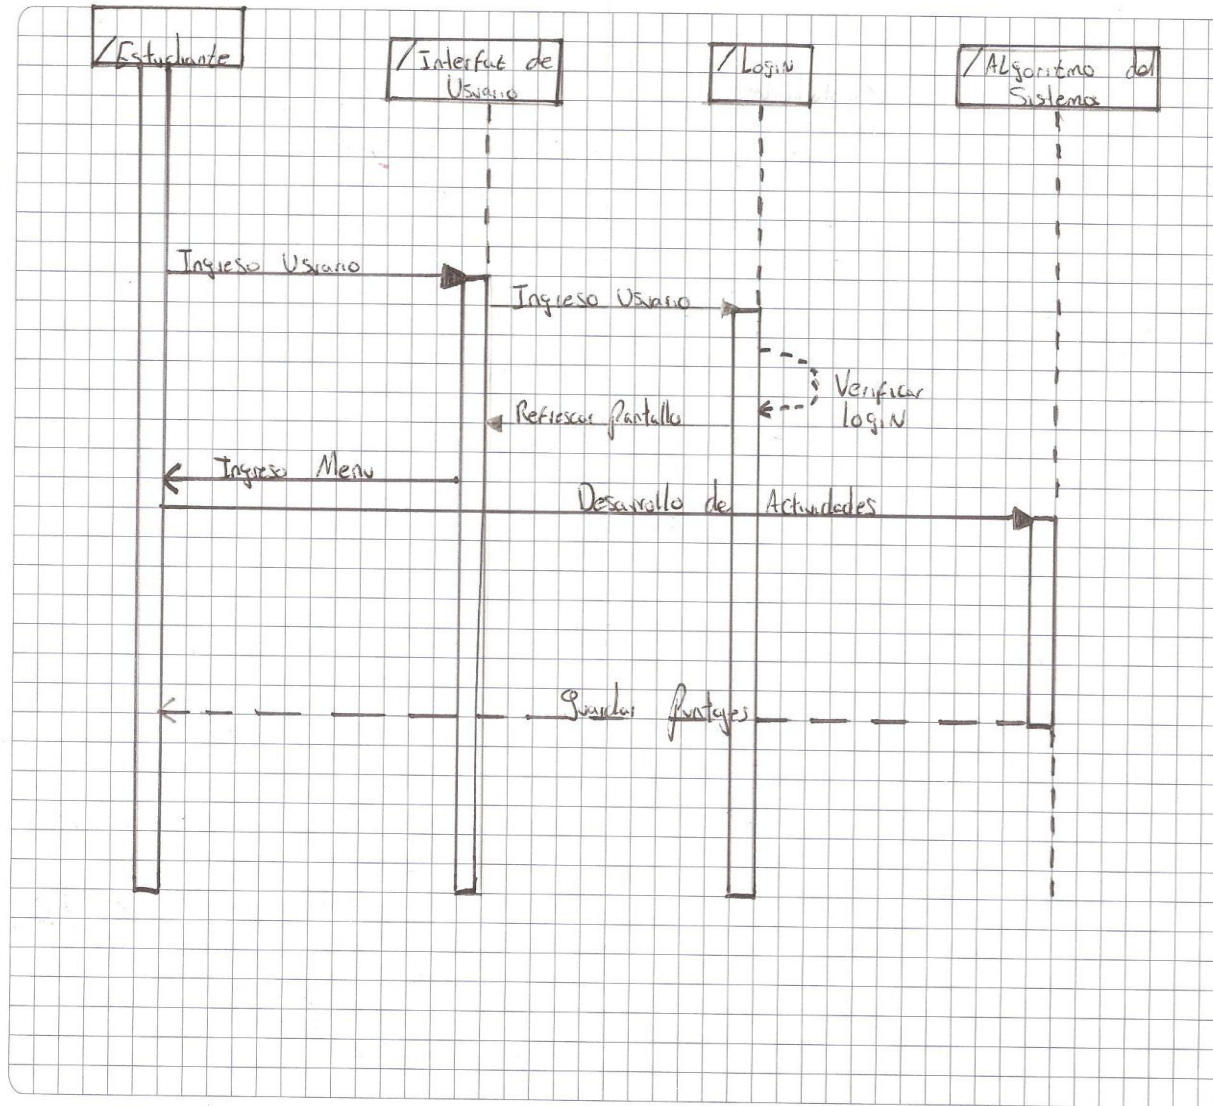 /Estudiante
/Interfat de
Usuario
/Login
/ALgoritmo del
Sistema
Ingreso Usuario
Ingreso Usuario
Verificar
login
Refrescar Pantalla
Ingreso Menu
Desarrollo de Actividades
Guardar Puntajes